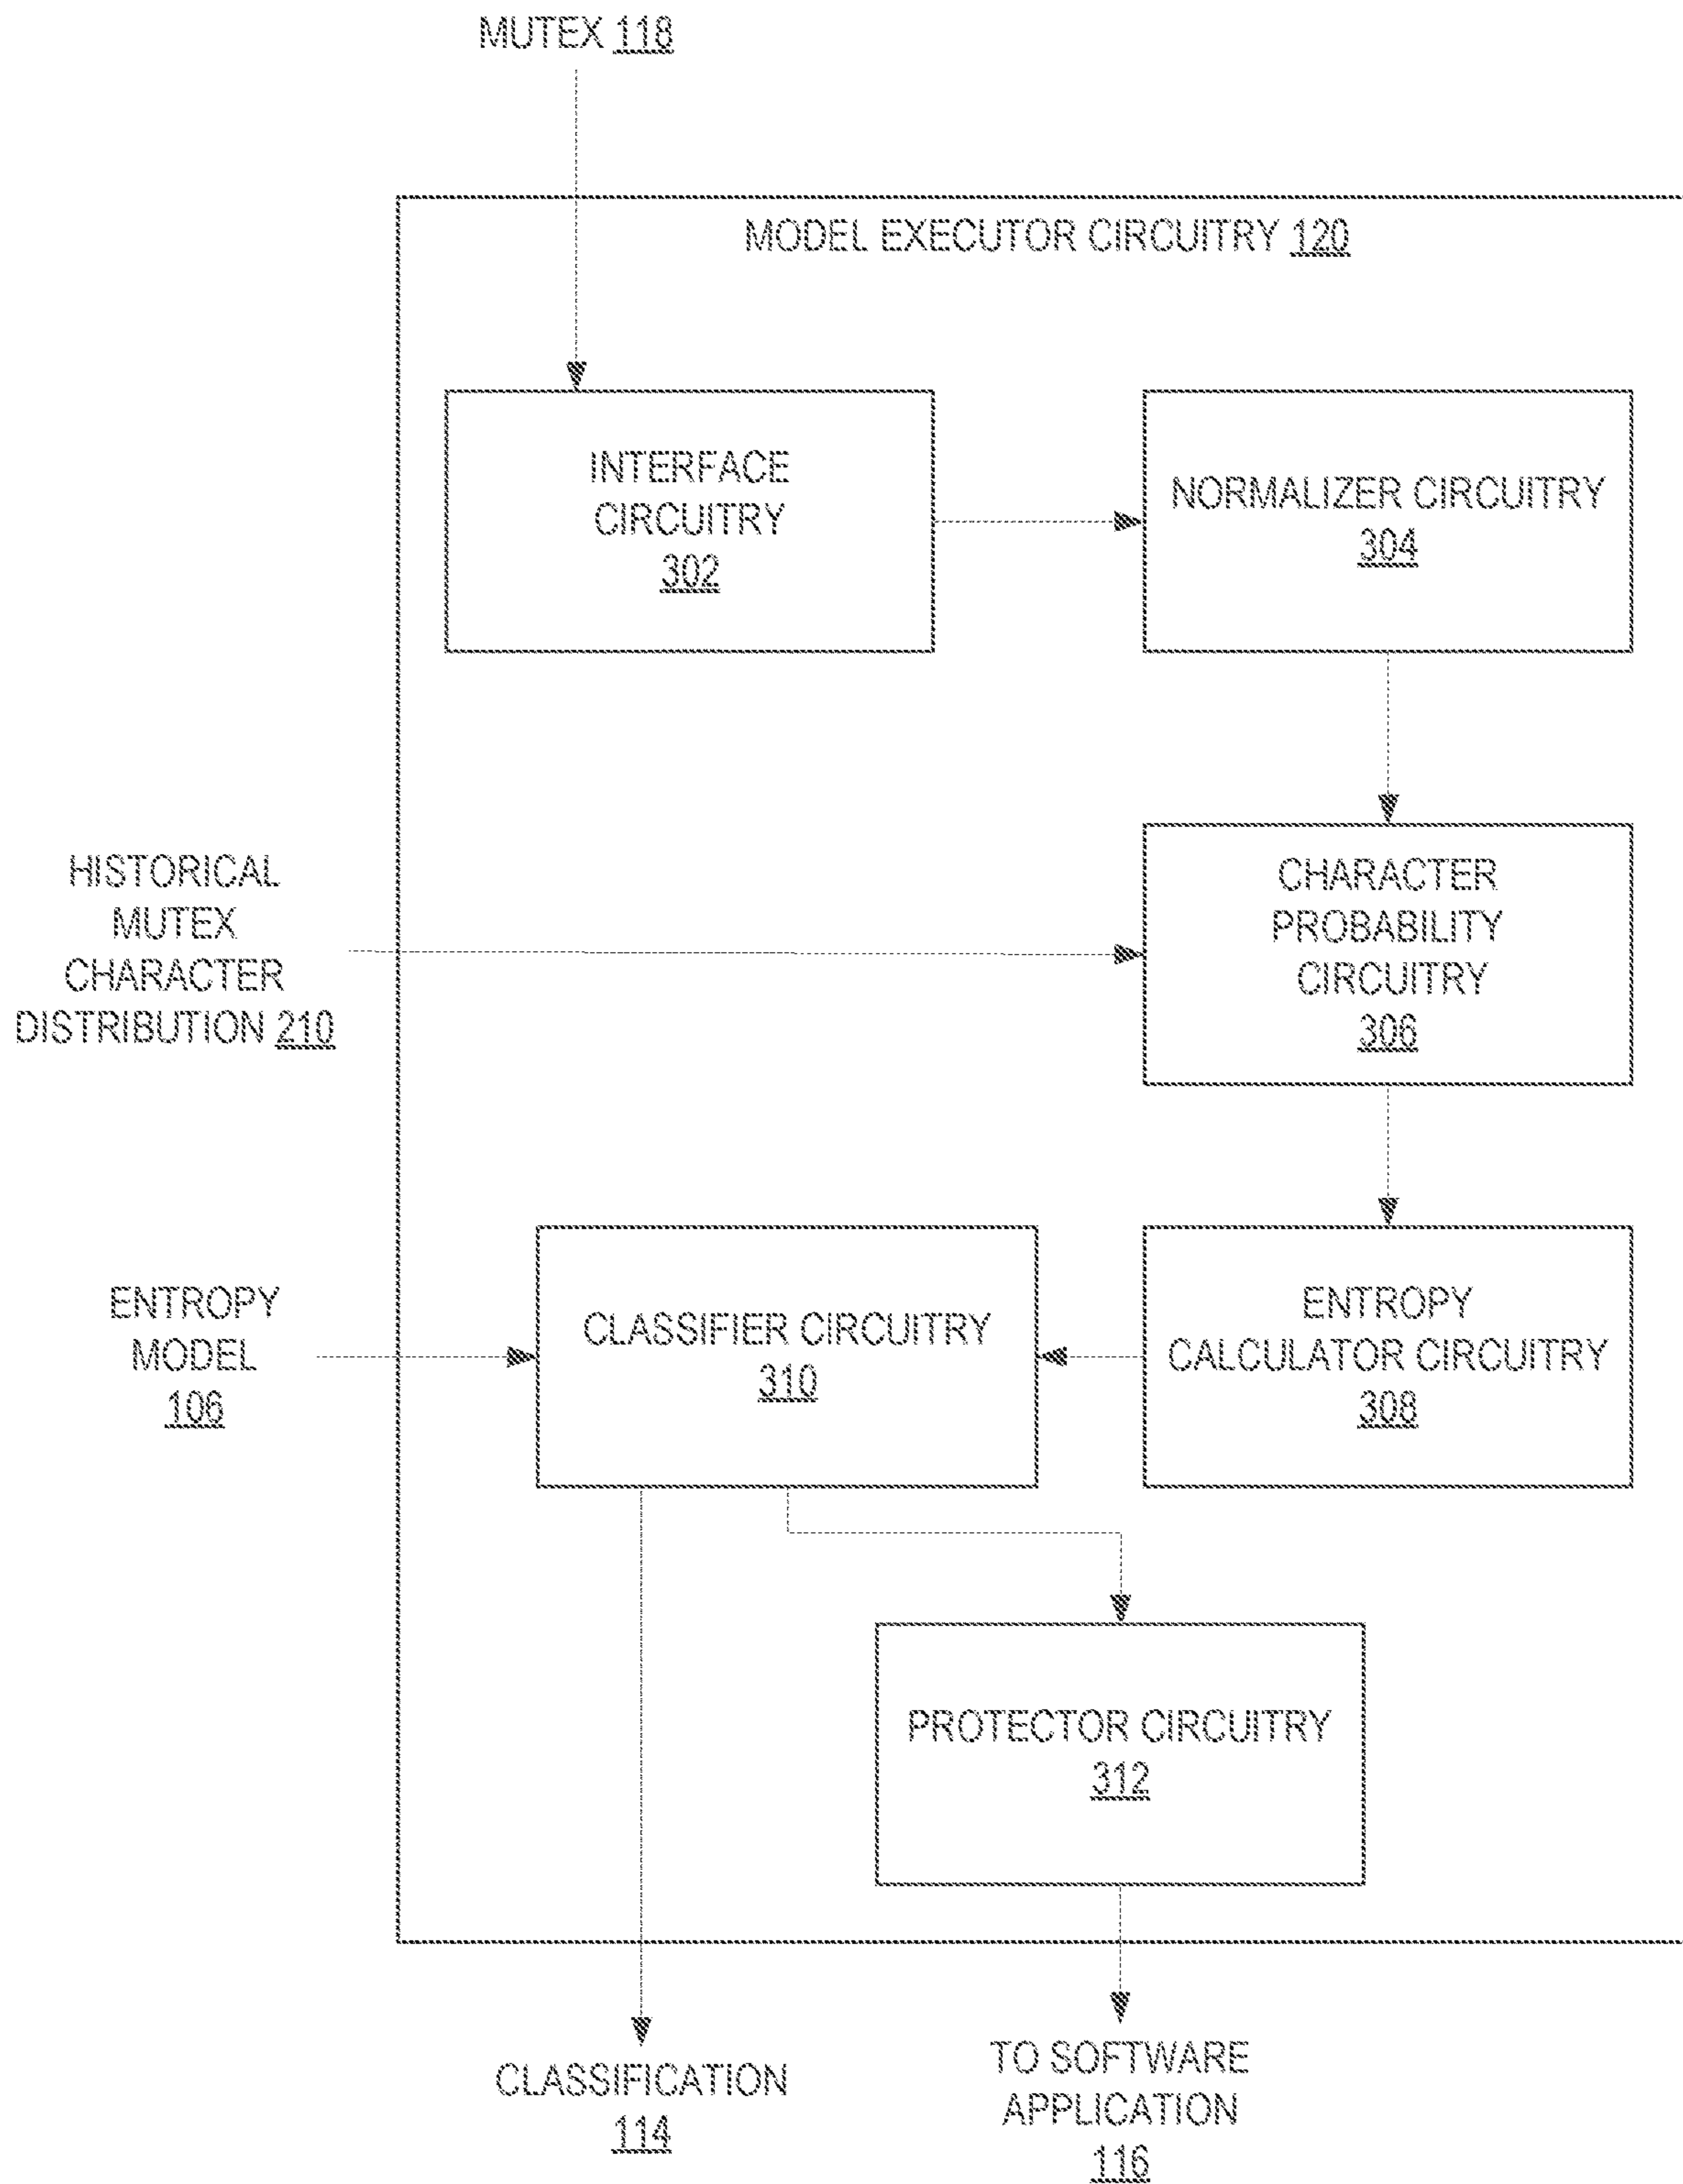 MUTEX 118
MODEL EXECUTOR CIRCUITRY 120
INTERFACE
CIRCUITRY
302
NORMALIZER CIRCUITRY
304
HISTORICAL
MUTEX
CHARACTER
DISTRIBUTION 210
CHARACTER
PROBABILITY
CIRCUITRY
306
ENTROPY
MODEL
106
CLASSIFIER CIRCUITRY
310
ENTROPY
CALCULATOR CIRCUITRY
308
PROTECTOR CIRCUITRY
312
CLASSIFICATION
114
TO SOFTWARE
APPLICATION
116